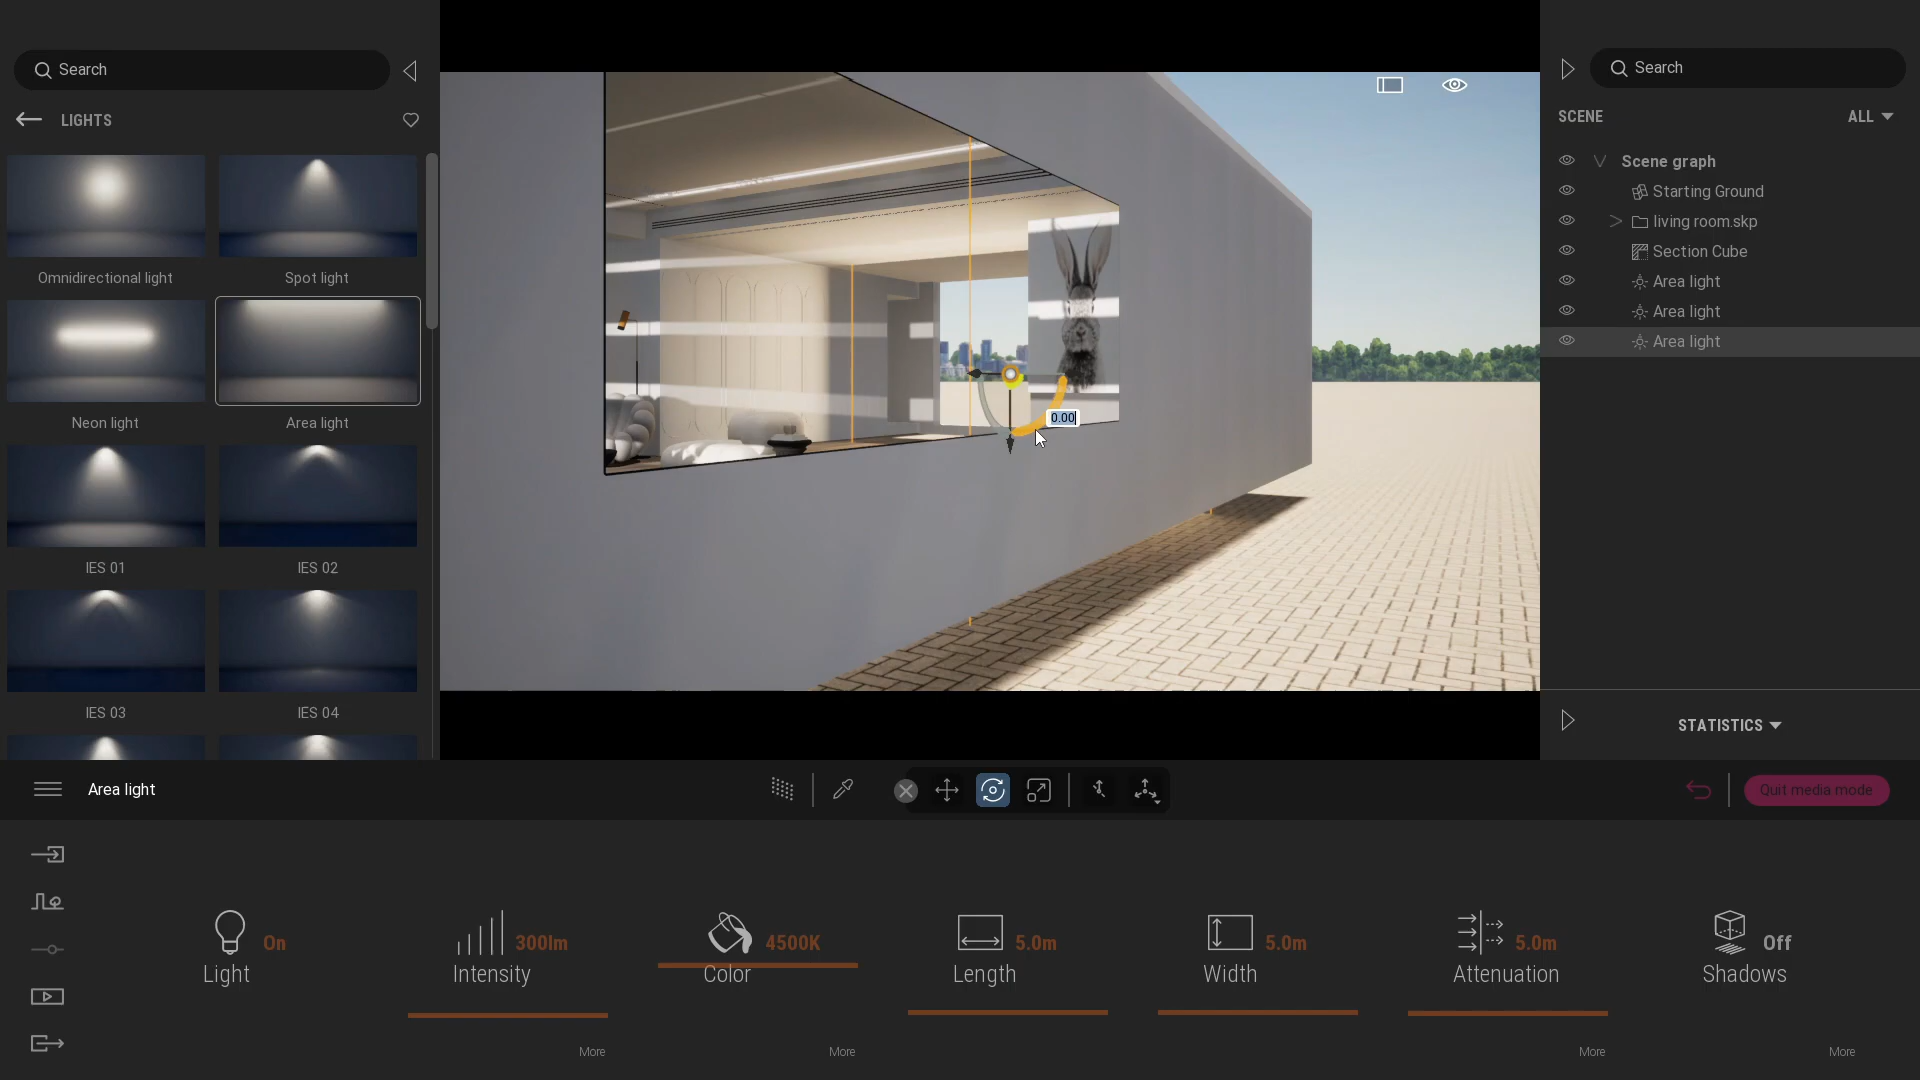 Search
LIGHTS
Omnidirectional light
Spot light
Neon light
Area light
IES 01
IES 02
IES 03
IES 04
0.00
Search
SCENE
ALL
Scene graph
Starting Ground
living room.skp
Section Cube
Area light
Area light
Area light
STATISTICS
Area light
Quit media mode
On
Light
300lm
Intensity
More
4500K
Color
More
5.0m
Length
5.0m
Width
5.0m
Attenuation
More
Off
Shadows
More